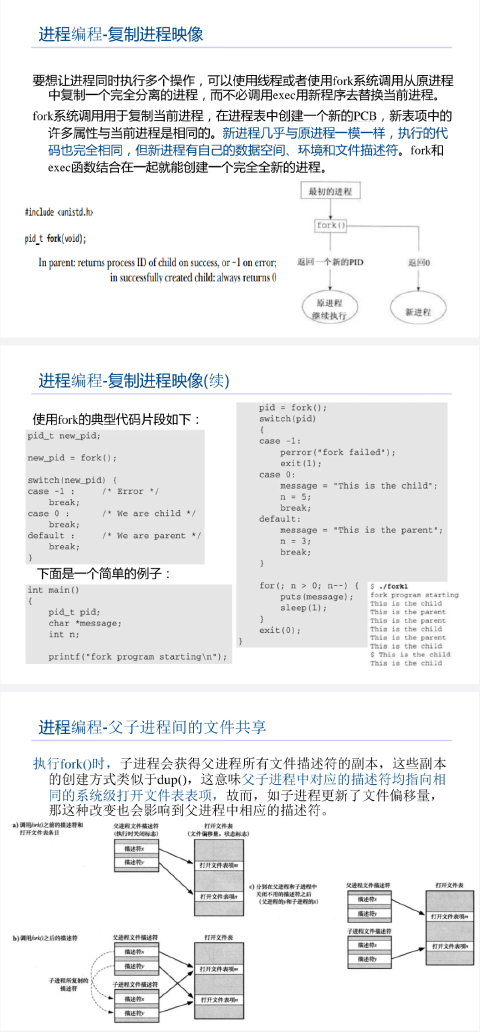 进程编程-复制进程映像
要想让进程同时执行多个操作，可以使用线程或者使用fork系统调用从原进程
中复制一个完全分离的进程，而不必调用exec用新程序去替换当前进程。
fork系统调用用于复制当前进程，在进程表中创建一个新的PCB，新表项中的
许多属性与当前进程是相同的。新进程几乎与原进程一模一样，执行的代
码也完全相同，但新进程有自己的数据空间、环境和文件描述符。fork和
exec函数结合在一起就能创建一个完全全新的进程。
#include <unistd.h>
pid_t fork(void);
In parent: returns process ID of child on success, or −1 on error;
in successfully created child: always returns 0
最初的进程
fork()
返回一个新的PID
返回0
原进程
继续执行
新进程
进程编程-复制进程映像(续)
使用fork的典型代码片段如下：
pid_t new_pid;
new_pid = fork();
switch(new_pid) {
case -1 : /* Error */
break;
case 0 : /* We are child */
break;
default : /* We are parent */
break;
}
下面是一个简单的例子：
int main()
{
pid_t pid;
char *message;
int n;
printf("fork program starting\n");
pid = fork();
switch(pid)
{
case -1:
perror("fork failed");
exit(1);
case 0:
message = "This is the child";
n = 5;
break;
default:
message = "This is the parent";
n = 3;
break;
}
for(; n > 0; n--) {
puts(message);
sleep(1);
}
exit(0);
}
$ ./fork1
fork program starting
This is the child
This is the parent
This is the parent
This is the child
This is the parent
This is the child
$ This is the child
This is the child
进程编程-父子进程间的文件共享
执行fork()时，子进程会获得父进程所有文件描述符的副本，这些副本
的创建方式类似于dup()，这意味父子进程中对应的描述符均指向相
同的系统级打开文件表表项，故而，如子进程更新了文件偏移量，
那这种改变也会影响到父进程中相应的描述符。
a) 调用fork()之前的描述符和
打开文件表条目
父进程文件描述符
(执行时关闭标志)
描述符x
描述符y
打开文件表
(文件偏移量，状态标志)
打开文件表项m
打开文件表项n
b) 调用fork()之后的描述符
父进程文件描述符
描述符x
描述符y
子进程所复制的
描述符
子进程文件描述符
描述符x
描述符y
打开文件表
打开文件表项m
打开文件表项n
c) 分别在父进程和子进程中
关闭不用的描述符之后
(父进程的y和子进程的x)
父进程文件描述符
描述符x
描述符y
子进程文件描述符
描述符x
描述符y
打开文件表
打开文件表项m
打开文件表项n